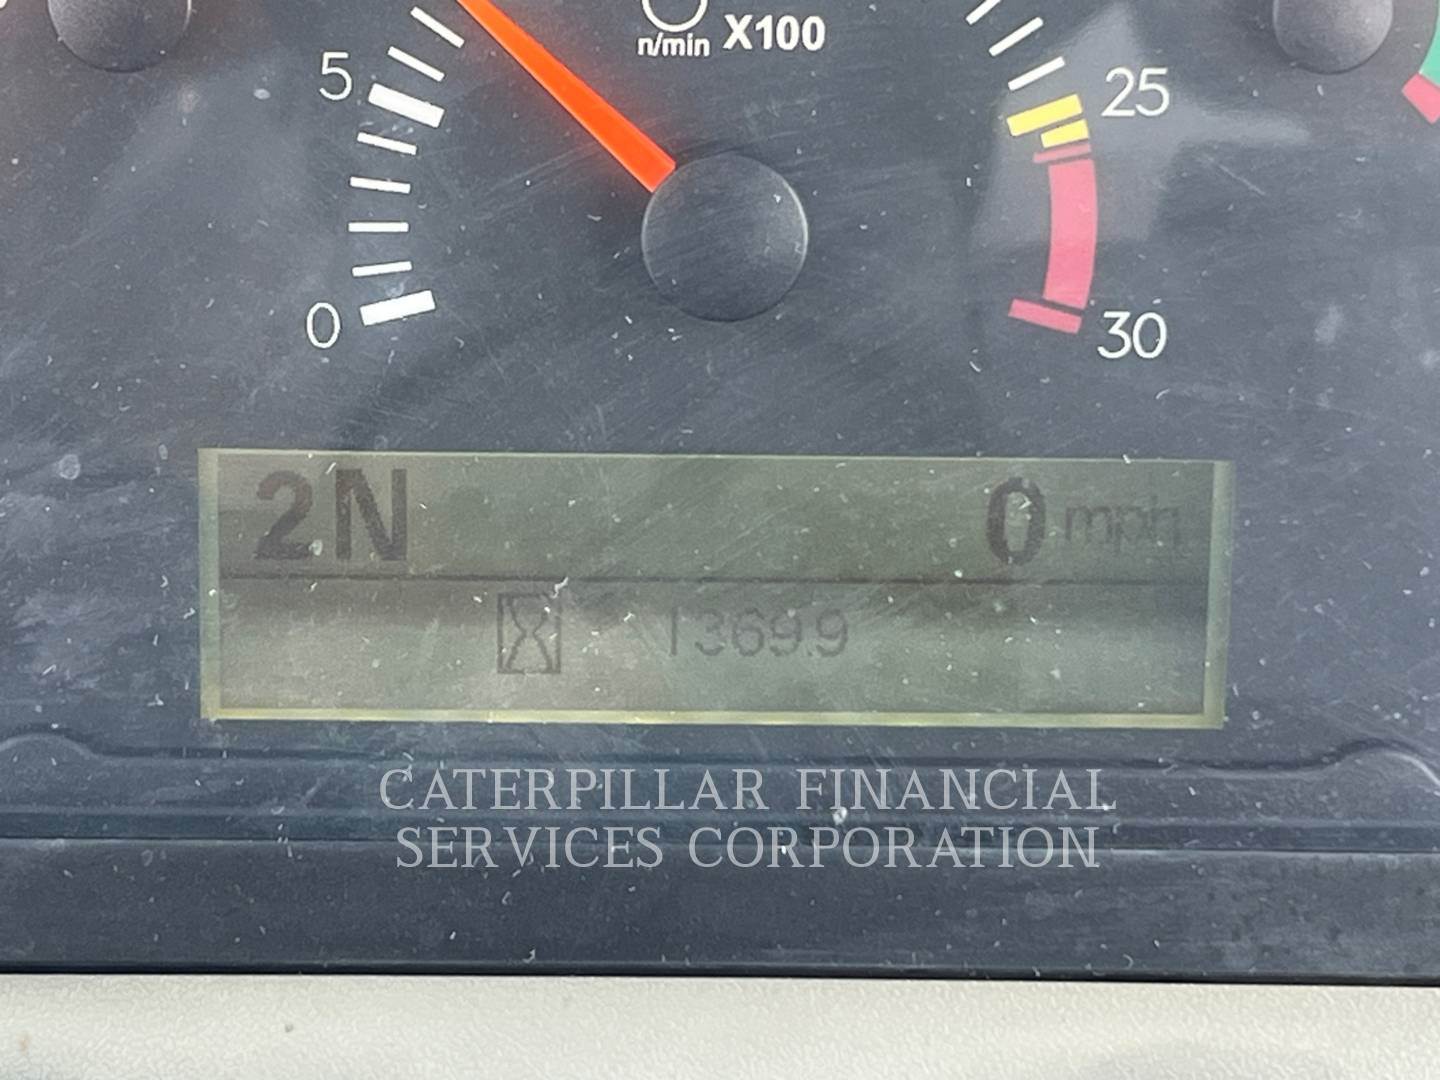 n/min X100
5
25
0
30
2N 0 mph
1369.9
CATERPILLAR FINANCIAL
SERVICES CORPORATION